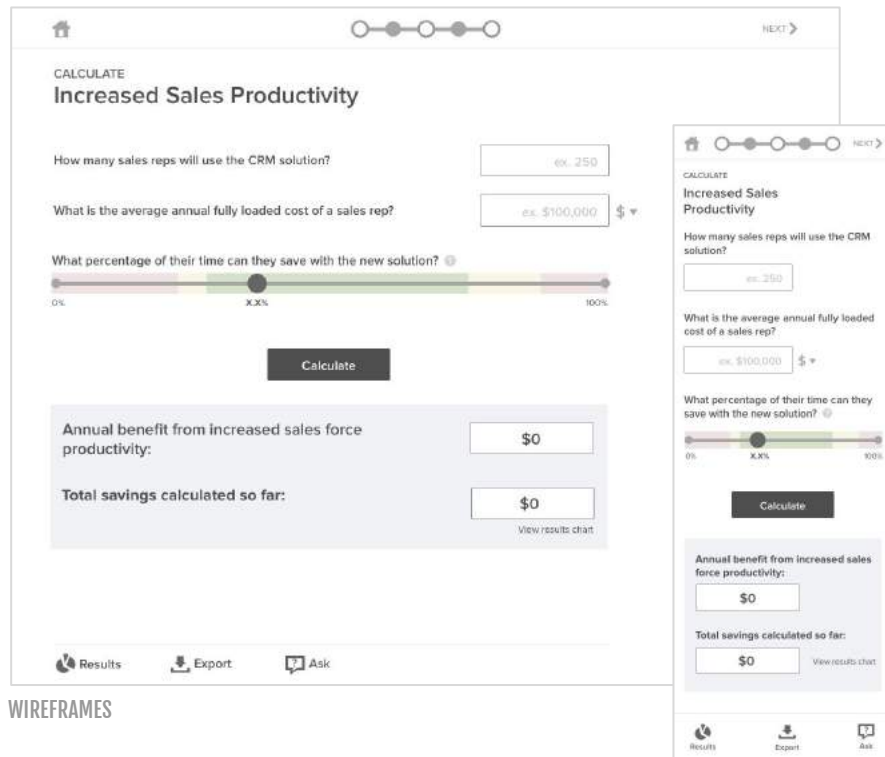 NEXT
CALCULATE
Increased Sales Productivity
How many sales reps will use the CRM solution?
ex. 250
What is the average annual fully loaded cost of a sales rep?
ex. $100,000 $
What percentage of their time can they save with the new solution? ?
0% X.X% 100%
Calculate
Annual benefit from increased sales force
productivity:
$0
Total savings calculated so far:
$0
View results chart
Results Export ? Ask
WIREFRAMES
NEXT
CALCULATE
Increased Sales
Productivity
How many sales reps will use the CRM
solution?
ex. 250
What is the average annual fully loaded
cost of a sales rep?
ex. $100,000 $
What percentage of their time can they
save with the new solution? ?
0% X.X% 100%
Calculate
Annual benefit from increased sales
force productivity:
$0
Total savings calculated so far:
$0 View results chart
Results Export ? Ask